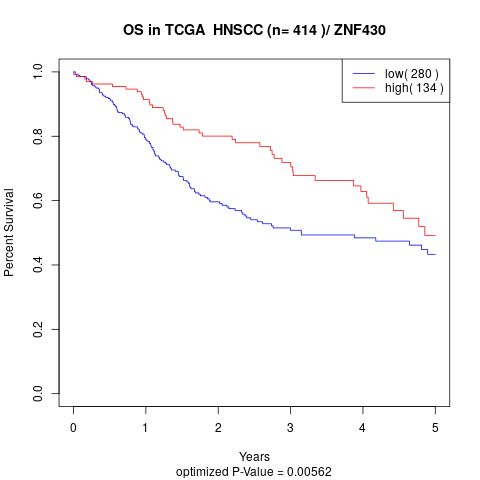 OS in TCGA  HNSCC (n= 414 )/ ZNF430
low( 280 )
high( 134 )
Percent Survival
1.0
0.8
0.6
0.4
0.2
0.0
0 1 2 3 4 5
Years
optimized P-Value = 0.00562